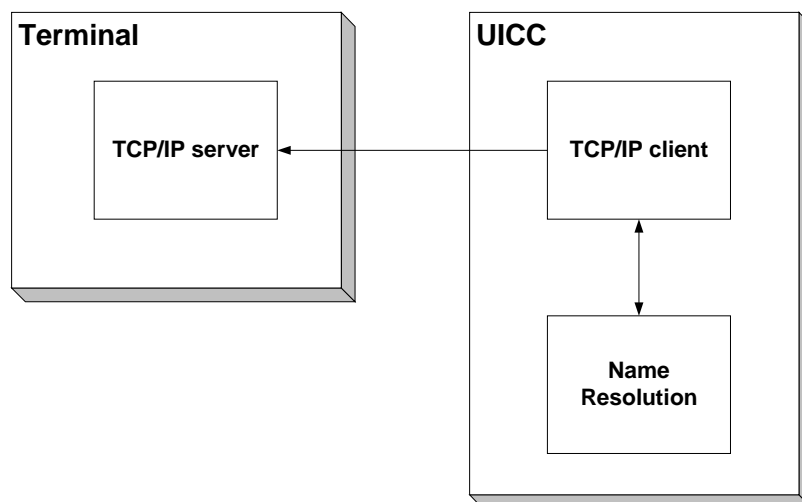 Terminal
UICC
TCP/IP server
TCP/IP client
Name
Resolution